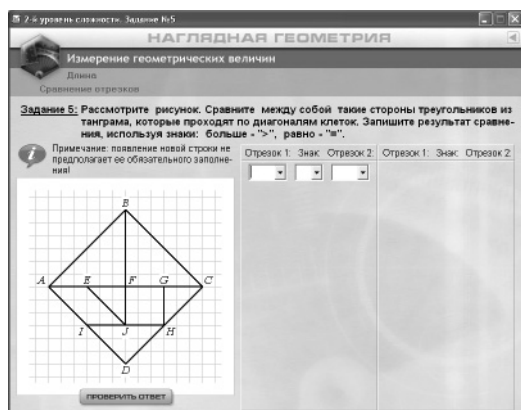 2-й уровень сложности. Задание №5
НАГЛЯДНАЯ ГЕОМЕТРИЯ
Измерение геометрических величин
Длина
Сравнение отрезков
Задание 5: Рассмотрите рисунок. Сравните между собой такие стороны треугольников из
танграма, которые проходят по диагоналям клеток. Запишите результат сравне-
ния, используя знаки: больше - ">", равно - "=".
Примечание: появление новой строки не
предполагает ее обязательного заполне-
ния!
Отрезок 1: Знак: Отрезок 2: Отрезок 1: Знак: Отрезок 2:
B
A E F G C
I J H
D
ПРОВЕРИТЬ ОТВЕТ